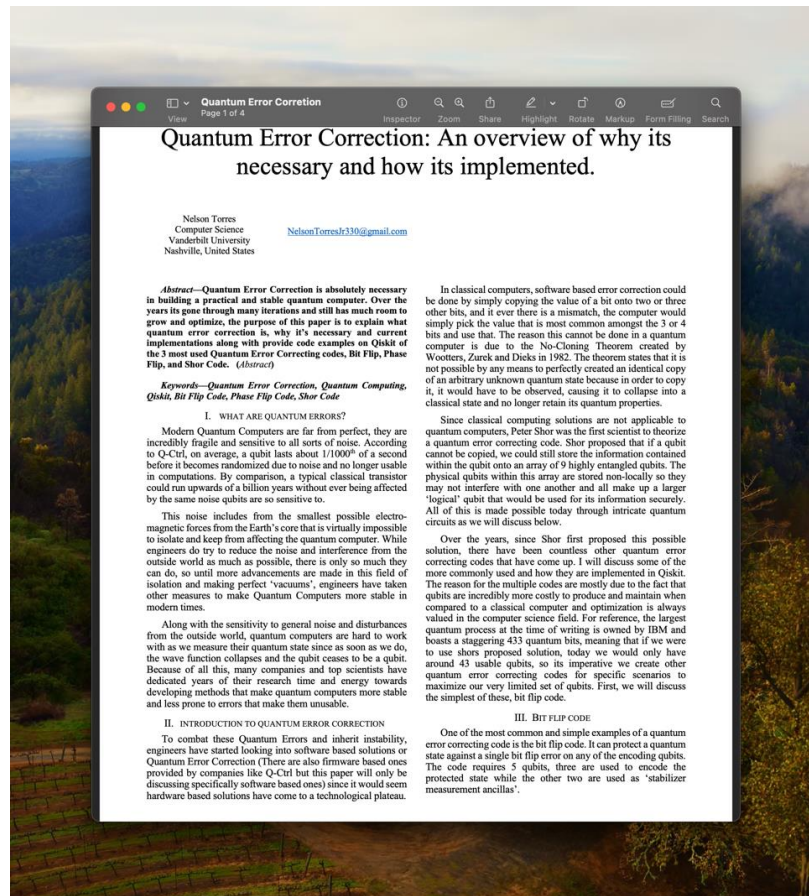 Quantum Error Corretion
Page 1 of 4
View
Inspector
Zoom
Share
Highlight
Rotate
Markup
Form Filling
Search
Quantum Error Correction: An overview of why its
necessary and how its implemented.
Nelson Torres
Computer Science
Vanderbilt University
Nashville, United States
NelsonTorresJr330@gmail.com
Abstract—Quantum Error Correction is absolutely necessary
in building a practical and stable quantum computer. Over the
years its gone through many iterations and still has much room to
grow and optimize, the purpose of this paper is to explain what
quantum error correction is, why it’s necessary and current
implementations along with provide code examples on Qiskit of
the 3 most used Quantum Error Correcting codes, Bit Flip, Phase
Flip, and Shor Code. (Abstract)
Keywords—Quantum Error Correction, Quantum Computing,
Qiskit, Bit Flip Code, Phase Flip Code, Shor Code
I. WHAT ARE QUANTUM ERRORS?
Modern Quantum Computers are far from perfect, they are
incredibly fragile and sensitive to all sorts of noise. According
to Q-Ctrl, on average, a qubit lasts about 1/1000th of a second
before it becomes randomized due to noise and no longer usable
in computations. By comparison, a typical classical transistor
could run upwards of a billion years without ever being affected
by the same noise qubits are so sensitive to.
This noise includes from the smallest possible electro-
magnetic forces from the Earth’s core that is virtually impossible
to isolate and keep from affecting the quantum computer. While
engineers do try to reduce the noise and interference from the
outside world as much as possible, there is only so much they
can do, so until more advancements are made in this field of
isolation and making perfect ‘vacuums’, engineers have taken
other measures to make Quantum Computers more stable in
modern times.
Along with the sensitivity to general noise and disturbances
from the outside world, quantum computers are hard to work
with as we measure their quantum state since as soon as we do,
the wave function collapses and the qubit ceases to be a qubit.
Because of all this, many companies and top scientists have
dedicated years of their research time and energy towards
developing methods that make quantum computers more stable
and less prone to errors that make them unusable.
II. INTRODUCTION TO QUANTUM ERROR CORRECTION
To combat these Quantum Errors and inherit instability,
engineers have started looking into software based solutions or
Quantum Error Correction (There are also firmware based ones
provided by companies like Q-Ctrl but this paper will only be
discussing specifically software based ones) since it would seem
hardware based solutions have come to a technological plateau.
In classical computers, software based error correction could
be done by simply copying the value of a bit onto two or three
other bits, and it ever there is a mismatch, the computer would
simply pick the value that is most common amongst the 3 or 4
bits and use that. The reason this cannot be done in a quantum
computer is due to the No-Cloning Theorem created by
Wootters, Zurek and Dieks in 1982. The theorem states that it is
not possible by any means to perfectly created an identical copy
of an arbitrary unknown quantum state because in order to copy
it, it would have to be observed, causing it to collapse into a
classical state and no longer retain its quantum properties.
Since classical computing solutions are not applicable to
quantum computers, Peter Shor was the first scientist to theorize
a quantum error correcting code. Shor proposed that if a qubit
cannot be copied, we could still store the information contained
within the qubit onto an array of 9 highly entangled qubits. The
physical qubits within this array are stored non-locally so they
may not interfere with one another and all make up a larger
‘logical’ qubit that would be used for its information securely.
All of this is made possible today through intricate quantum
circuits as we will discuss below.
Over the years, since Shor first proposed this possible
solution, there have been countless other quantum error
correcting codes that have come up. I will discuss some of the
more commonly used and how they are implemented in Qiskit.
The reason for the multiple codes are mostly due to the fact that
qubits are incredibly more costly to produce and maintain when
compared to a classical computer and optimization is always
valued in the computer science field. For reference, the largest
quantum process at the time of writing is owned by IBM and
boasts a staggering 433 quantum bits, meaning that if we were
to use shors proposed solution, today we would only have
around 43 usable qubits, so its imperative we create other
quantum error correcting codes for specific scenarios to
maximize our very limited set of qubits. First, we will discuss
the simplest of these, bit flip code.
III. BIT FLIP CODE
One of the most common and simple examples of a quantum
error correcting code is the bit flip code. It can protect a quantum
state against a single bit flip error on any of the encoding qubits.
The code requires 5 qubits, three are used to encode the
protected state while the other two are used as ‘stabilizer
measurement ancillas’.